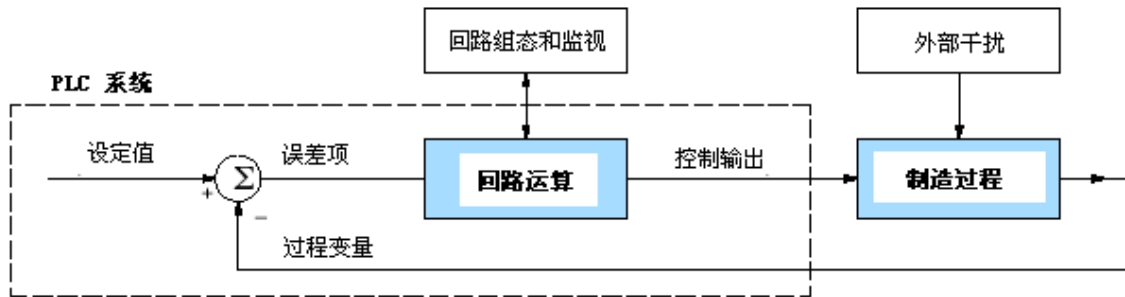 回路组态和监视
外部干扰
PLC 系统
设定值
误差项
回路运算
控制输出
制造过程
+
Σ
−
过程变量